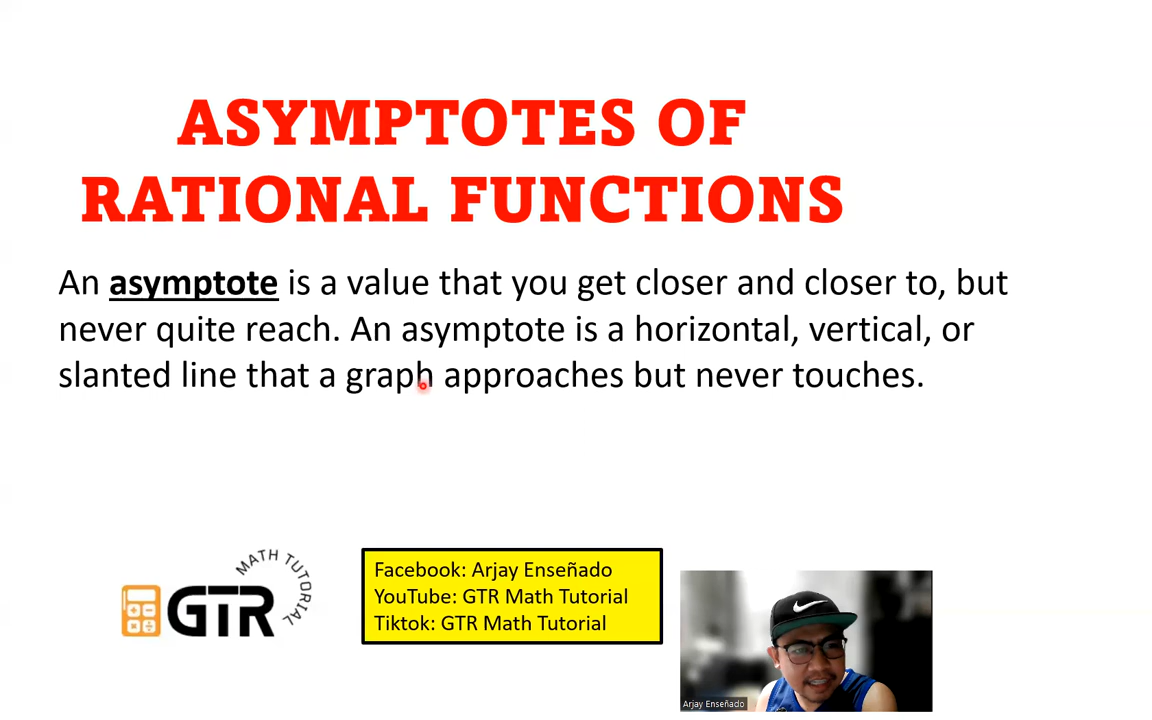 ASYMPTOTES OF
RATIONAL FUNCTIONS
An asymptote is a value that you get closer and closer to, but
never quite reach. An asymptote is a horizontal, vertical, or
slanted line that a graph approaches but never touches.
MATH TUTORIAL
GTR
Facebook: Arjay Enseñado
YouTube: GTR Math Tutorial
Tiktok: GTR Math Tutorial
Arjay Enseñado